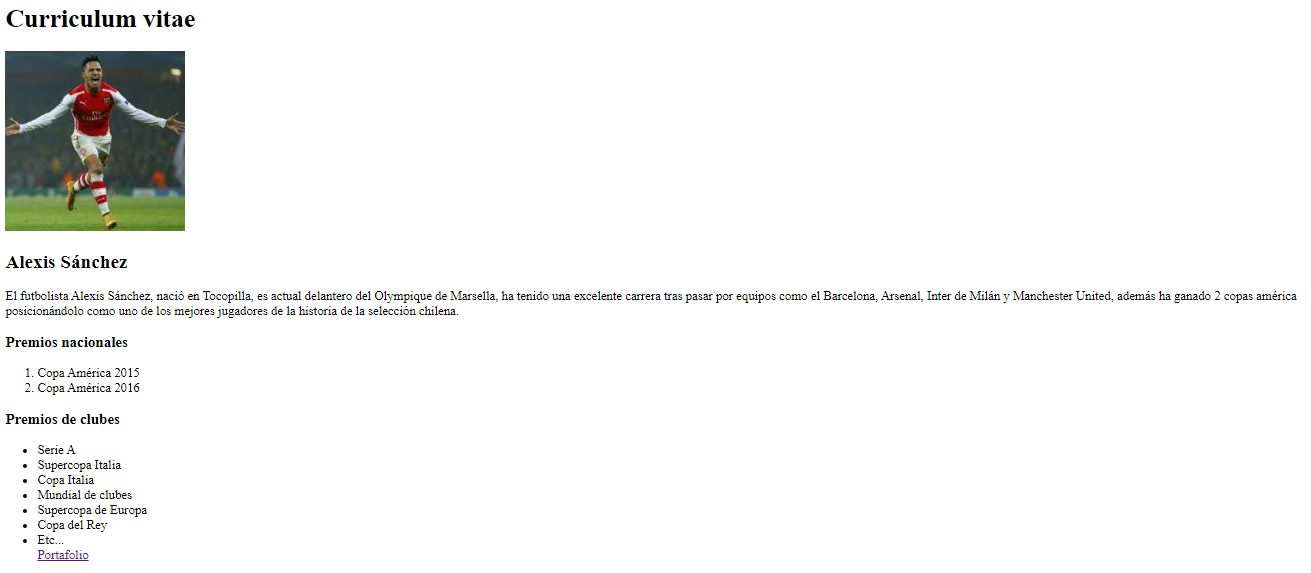 Curriculum vitae
Alexis Sánchez
El futbolista Alexis Sánchez, nació en Tocopilla, es actual delantero del Olympique de Marsella, ha tenido una excelente carrera tras pasar por equipos como el Barcelona, Arsenal, Inter de Milán y Manchester United, además ha ganado 2 copas américa
posicionándolo como uno de los mejores jugadores de la historia de la selección chilena.
Premios nacionales
1. Copa América 2015
2. Copa América 2016
Premios de clubes
• Serie A
• Supercopa Italia
• Copa Italia
• Mundial de clubes
• Supercopa de Europa
• Copa del Rey
• Etc...
Portafolio